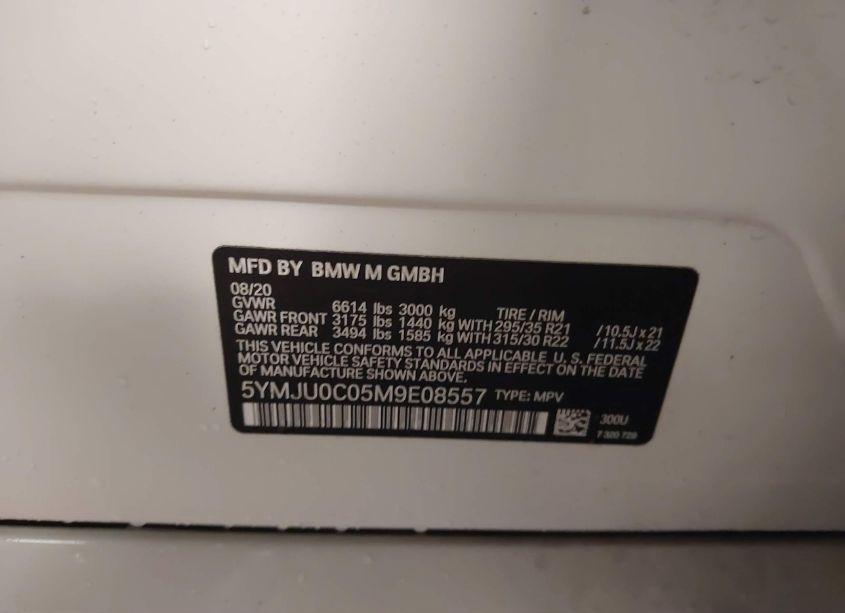 MFD BY BMW M GMBH
08/20
GVWR 6614 lbs 3000 kg TIRE / RIM
GAWR FRONT 3175 lbs 1440 kg WITH 295/35 R21 /10.5J x 21
GAWR REAR 3494 lbs 1585 kg WITH 315/30 R22 /11.5J x 22
THIS VEHICLE CONFORMS TO ALL APPLICABLE U. S. FEDERAL
MOTOR VEHICLE SAFETY STANDARDS IN EFFECT ON THE DATE
OF MANUFACTURE SHOWN ABOVE.
5YMJU0C05M9E08557 TYPE: MPV
300U
7 320 729